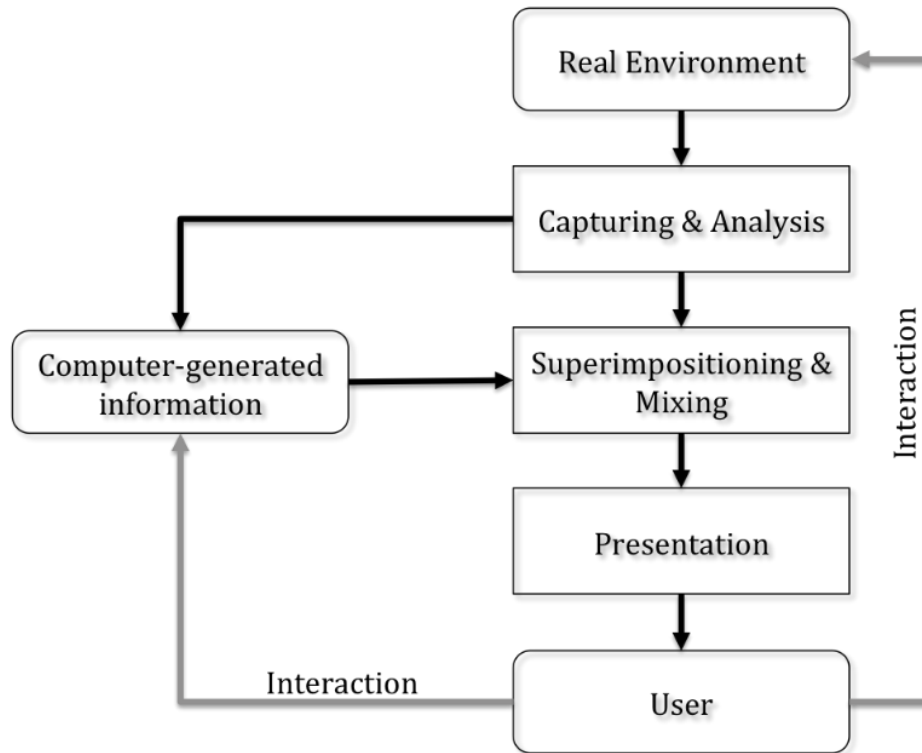 Real Environment
Capturing & Analysis
Computer-generated
information
Superimpositioning &
Mixing
Interaction
Presentation
Interaction
User